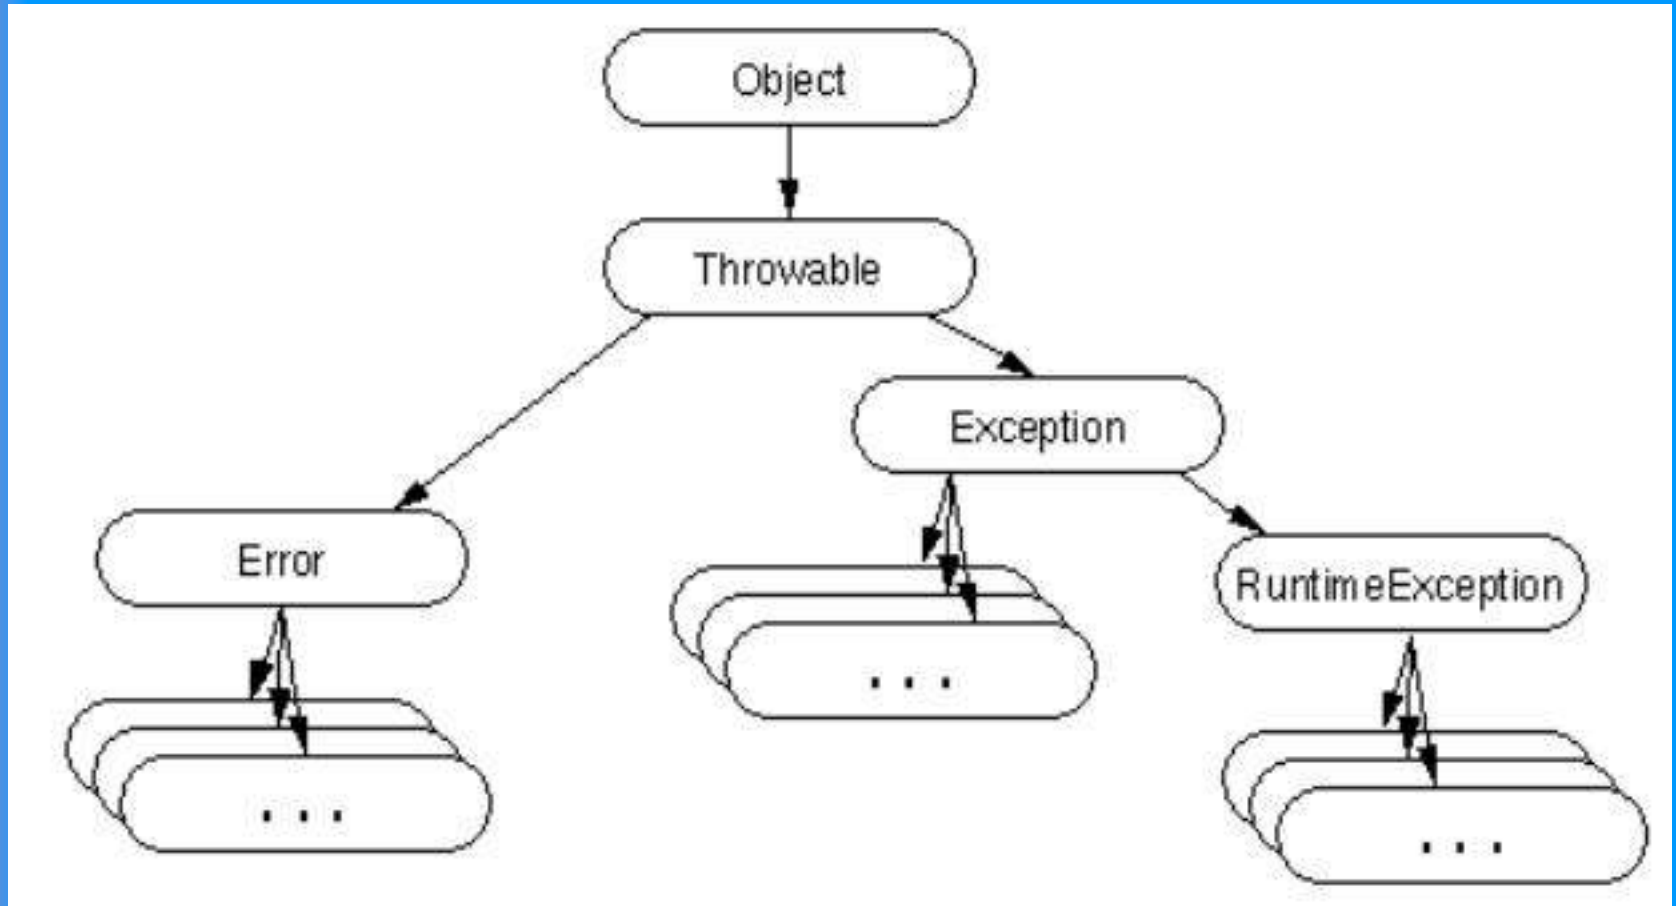 Object
Throwable
Exception
Error
RuntimeException
. . .
. . .
. . .